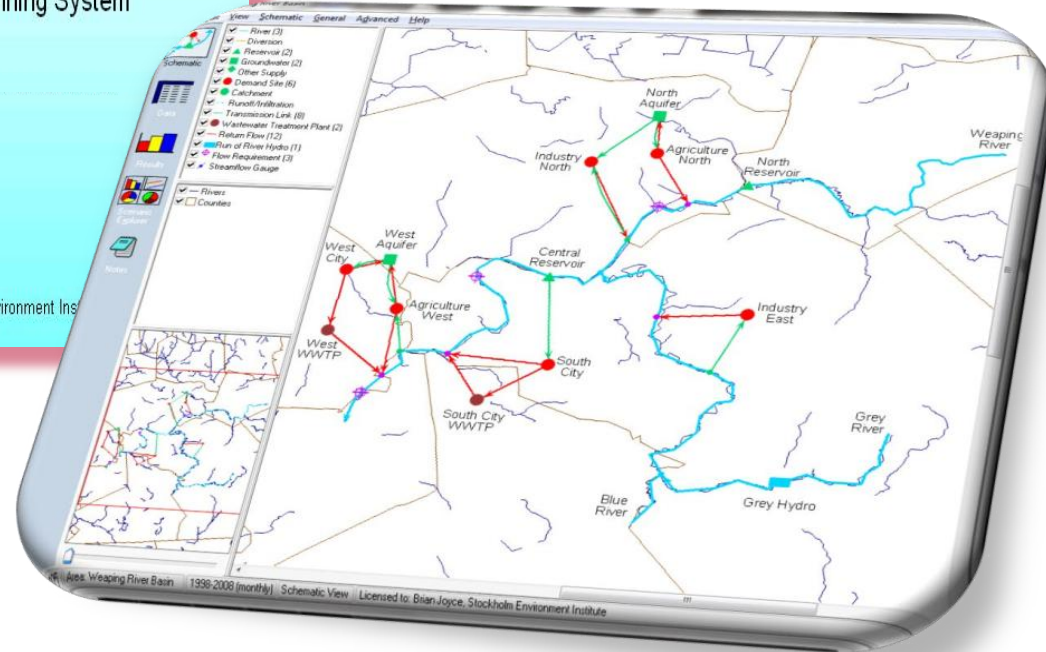 ning System
vironment Ins
River Basin
View Schematic General Advanced Help
Schematic
Data
Results
Scenario Explorer
Notes
River (3)
Diversion
Reservoir (2)
Groundwater (2)
Other Supply
Demand Site (6)
Catchment
Runoff/Infiltration
Transmission Link (8)
Wastewater Treatment Plant (2)
Return Flow (12)
Run of River Hydro (1)
Flow Requirement (3)
Streamflow Gauge
Rivers
Counties
North
Aquifer
Weaping
River
Industry
North
Agriculture
North
North
Reservoir
West
City
West
Aquifer
Central
Reservoir
Agriculture
West
Industry
East
West
WWTP
South
City
South City
WWTP
Grey
River
Blue
River
Grey Hydro
Area: Weaping River Basin 1998-2008 (monthly) Schematic View Licensed to: Brian Joyce, Stockholm Environment Institute